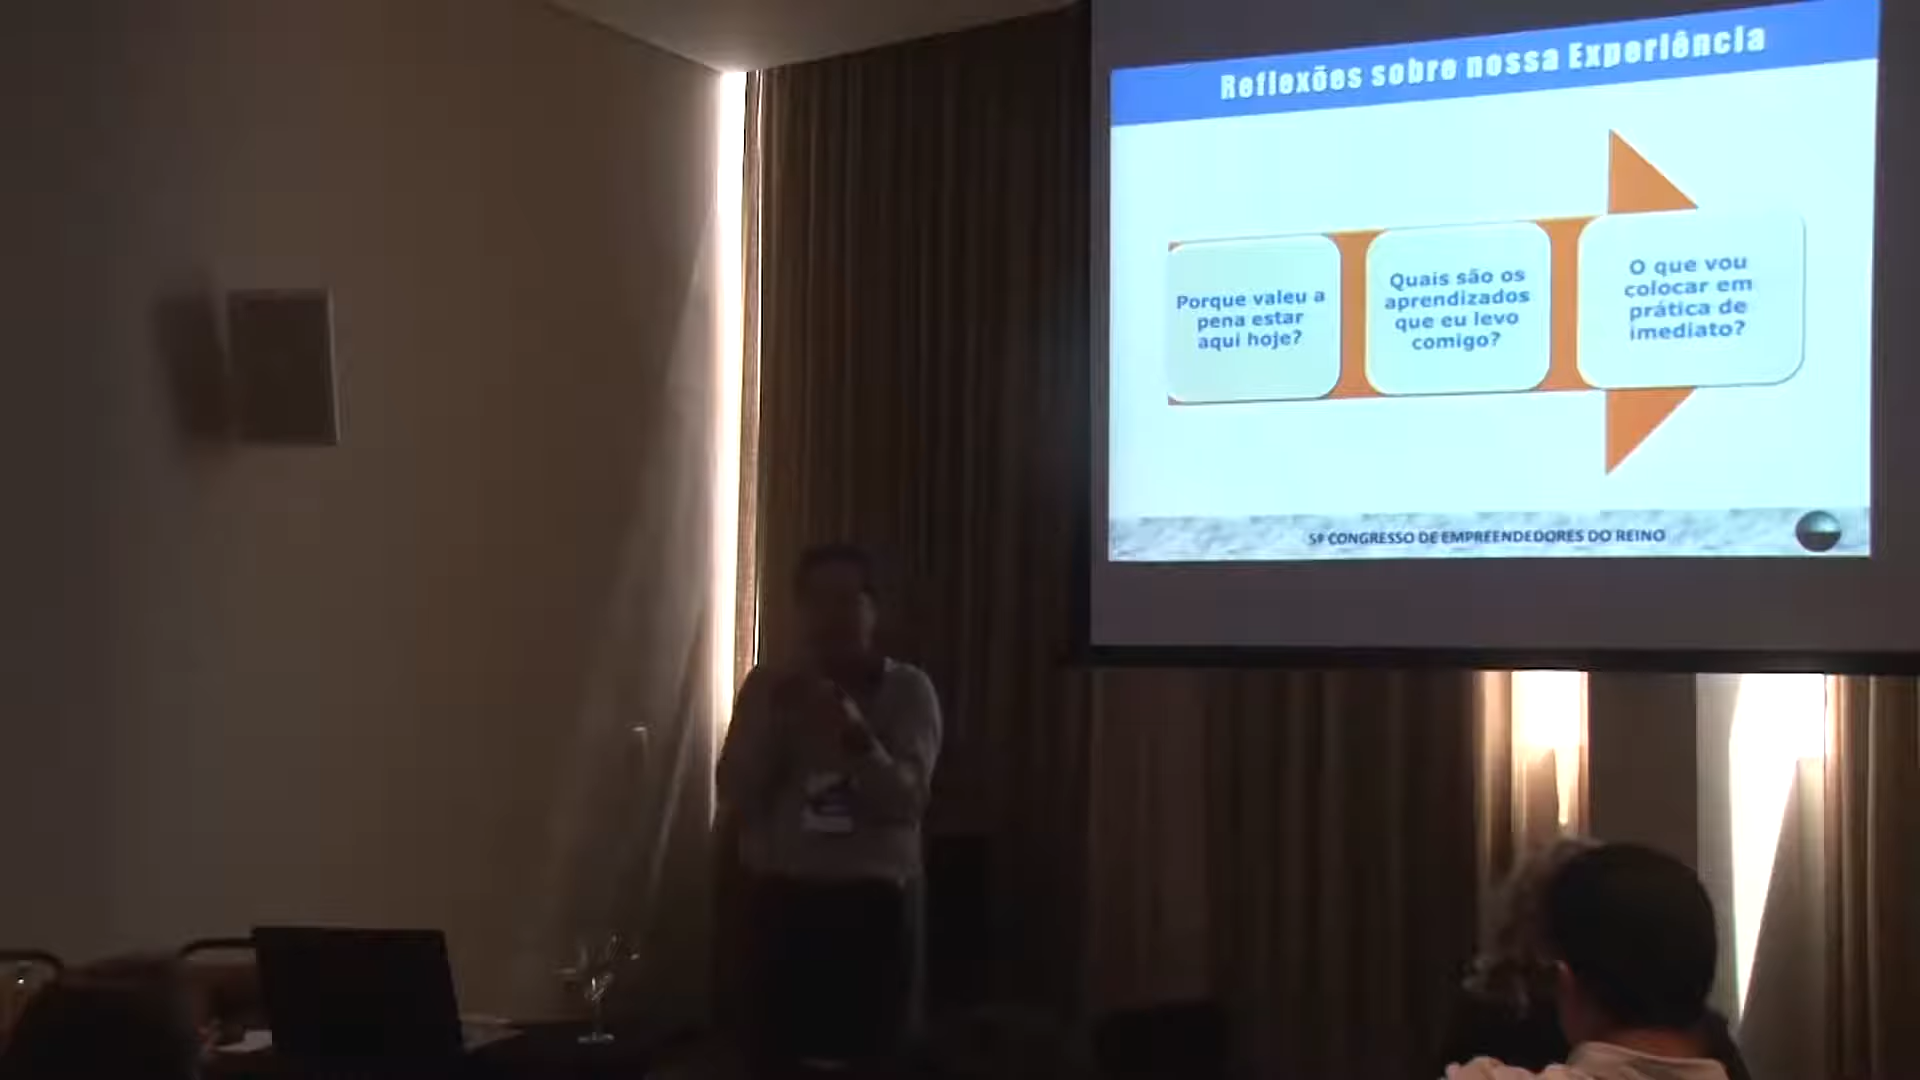 Reflexões sobre nossa Experiência
Porque valeu a
pena estar
aqui hoje?
Quais são os
aprendizados
que eu levo
comigo?
O que vou
colocar em
prática de
imediato?
5º CONGRESSO DE EMPREENDEDORES DO REINO